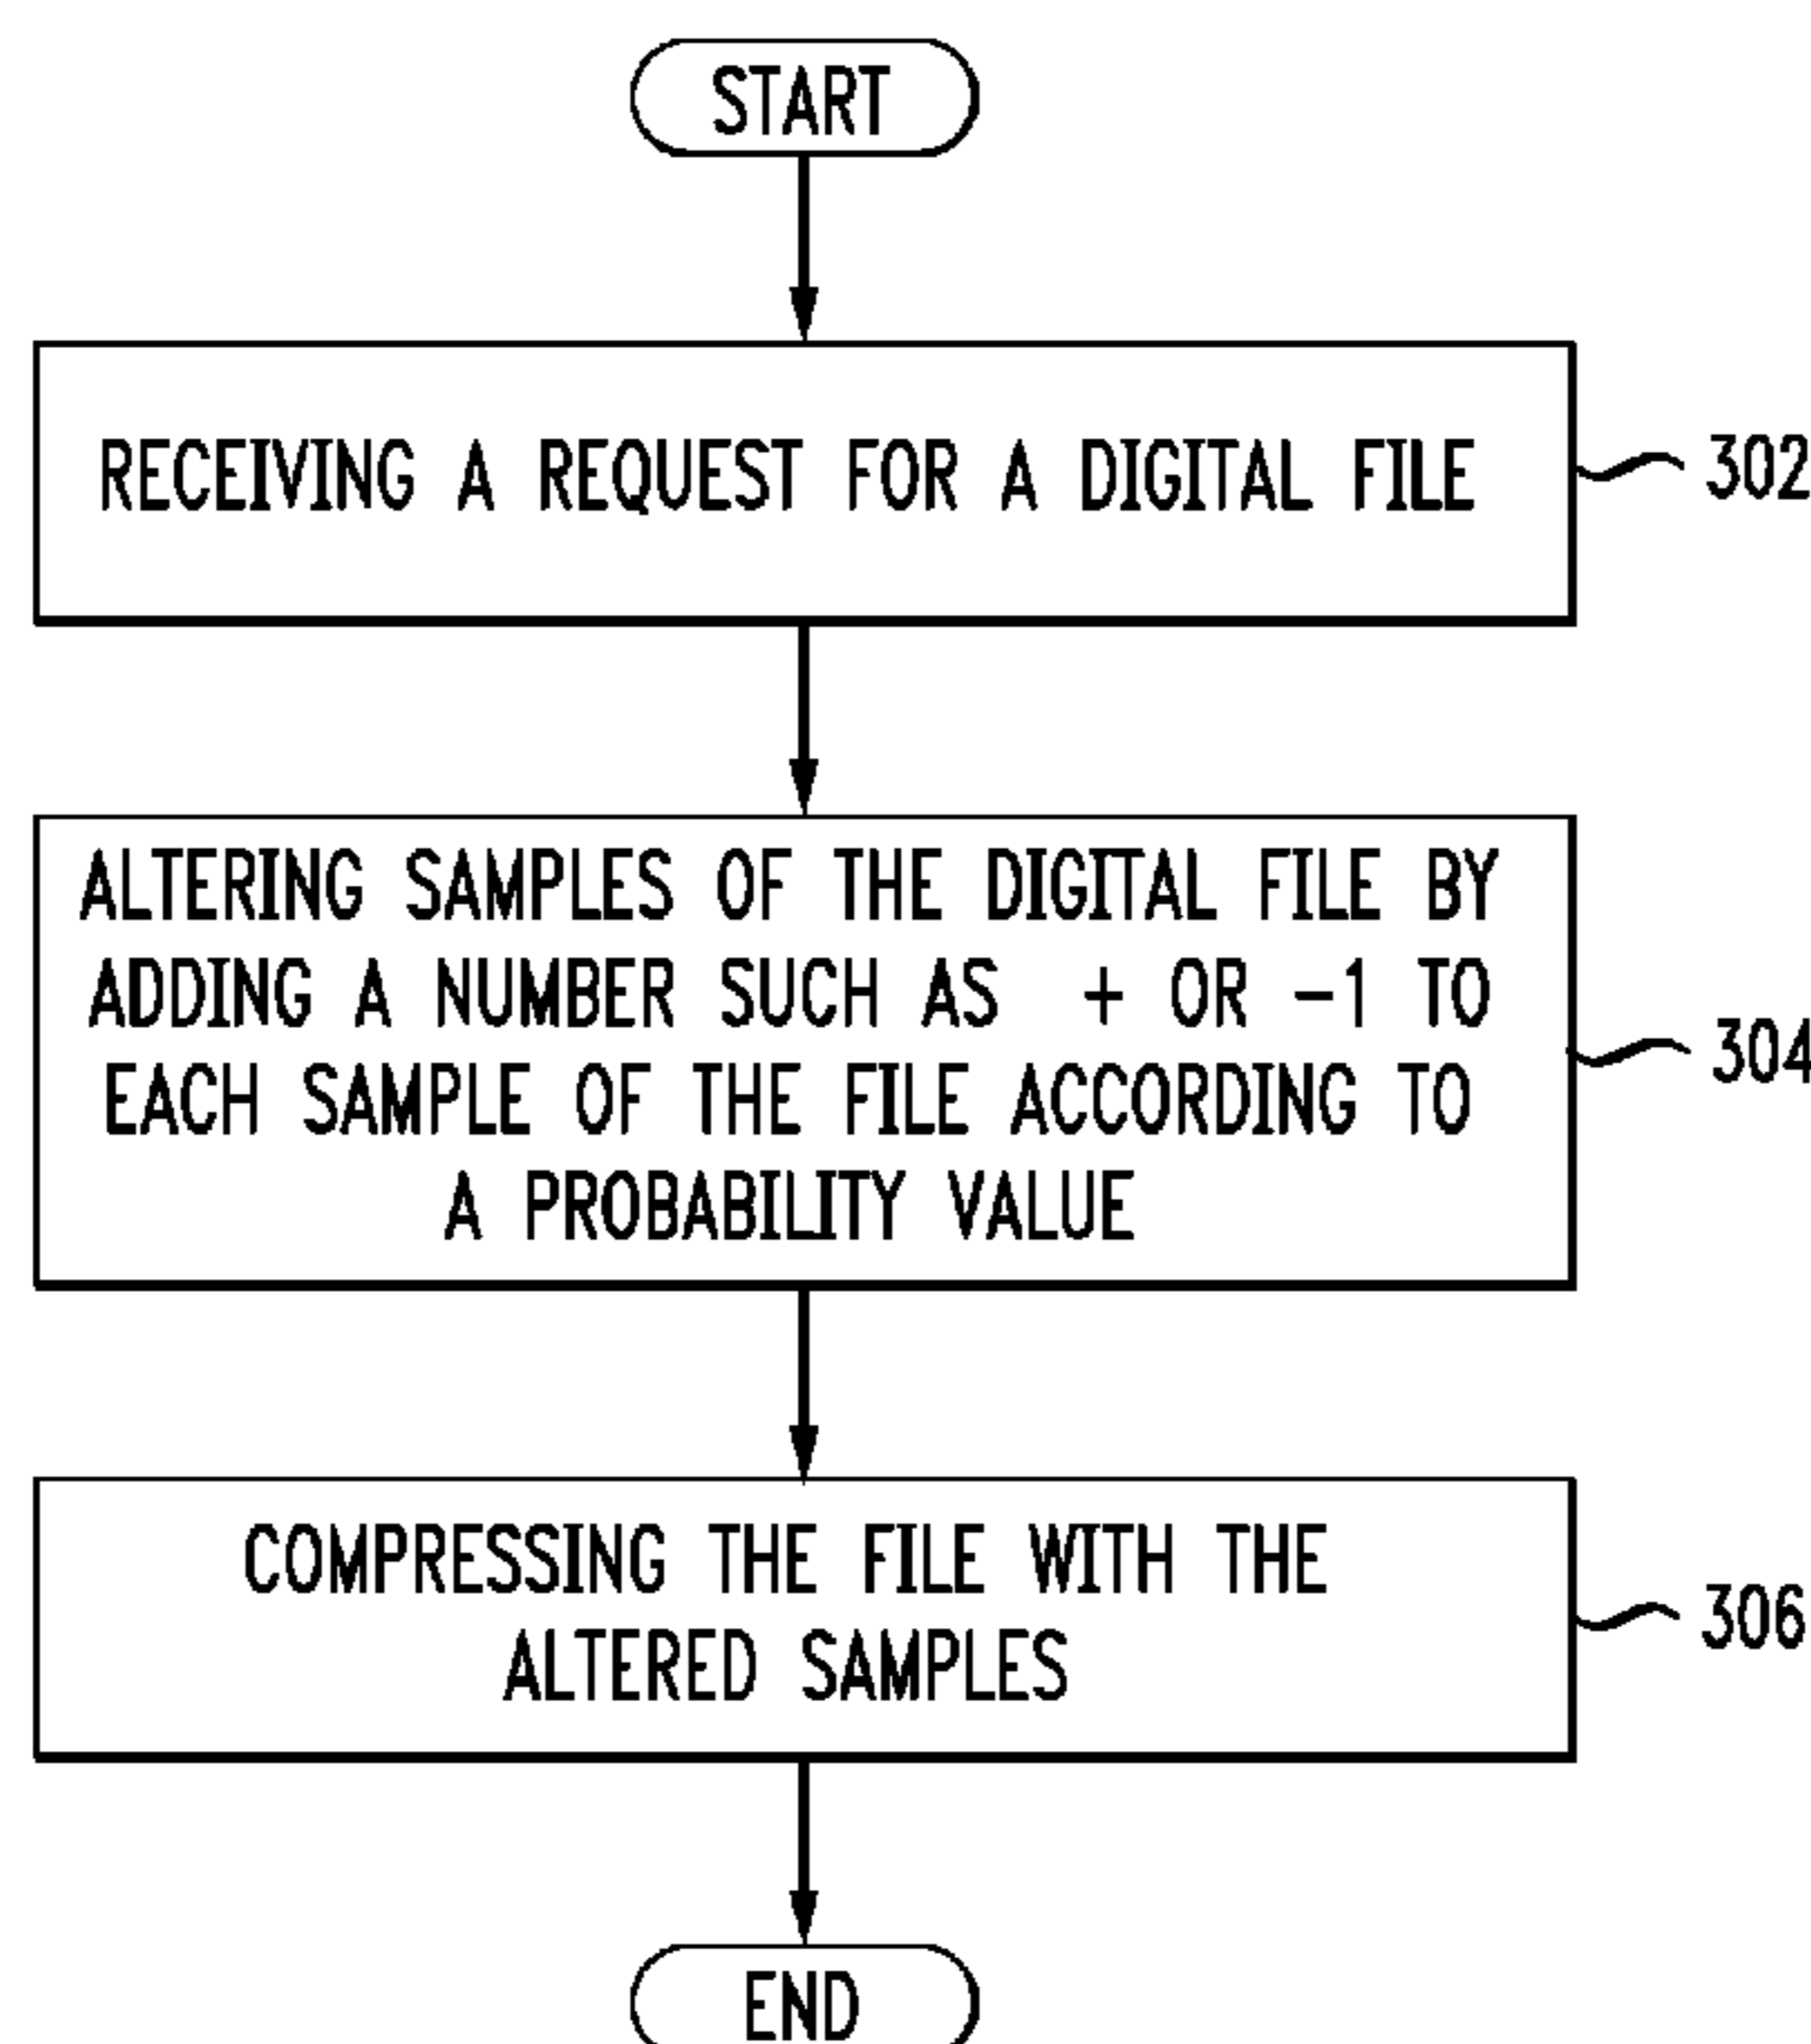 START
RECEIVING A REQUEST FOR A DIGITAL FILE
302
ALTERING SAMPLES OF THE DIGITAL FILE BY
ADDING A NUMBER SUCH AS + OR -1 TO
EACH SAMPLE OF THE FILE ACCORDING TO
A PROBABILITY VALUE
304
COMPRESSING THE FILE WITH THE
ALTERED SAMPLES
306
END